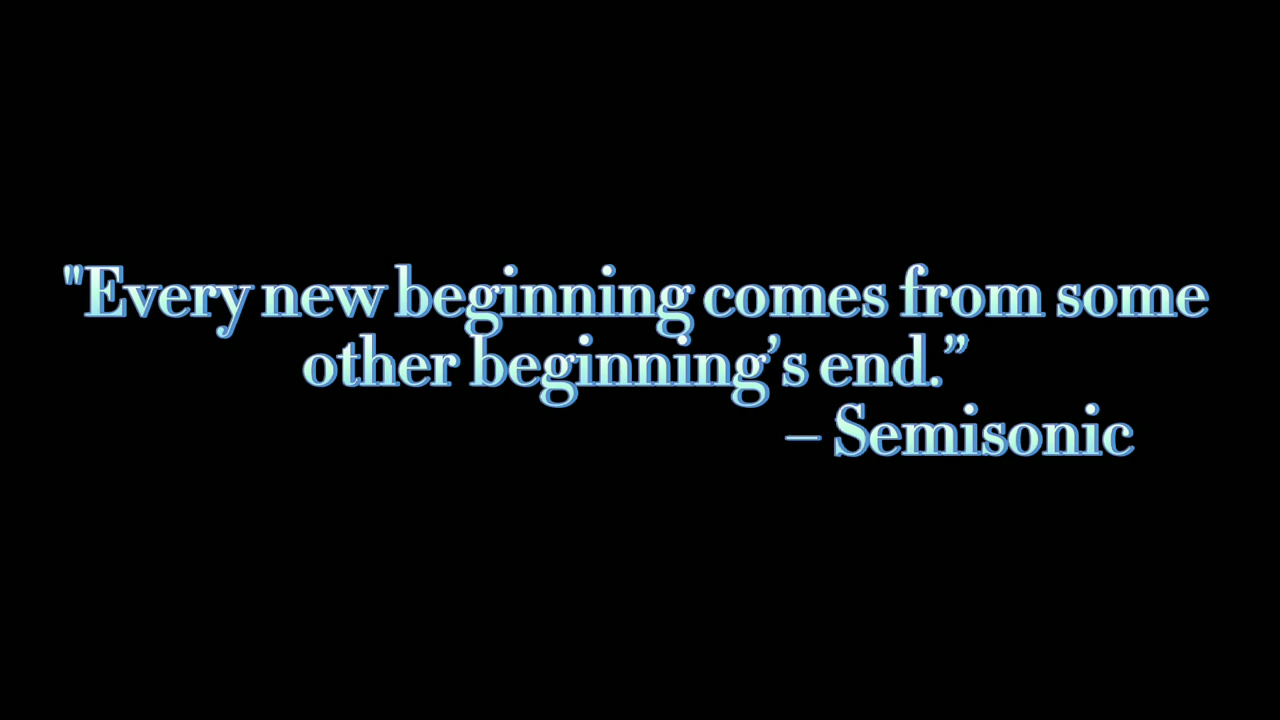 "Every new beginning comes from some
other beginning’s end.”
– Semisonic